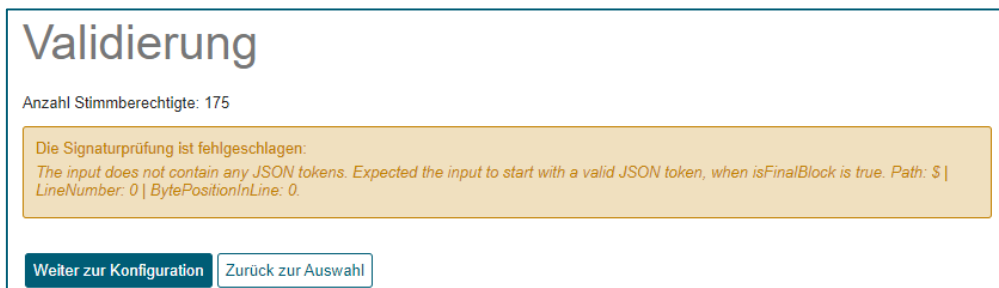 Validierung
Anzahl Stimmberechtigte: 175
Die Signaturprüfung ist fehlgeschlagen:
The input does not contain any JSON tokens. Expected the input to start with a valid JSON token, when isFinalBlock is true. Path: $ |
LineNumber: 0 | BytePositionInLine: 0.
Weiter zur Konfiguration Zurück zur Auswahl